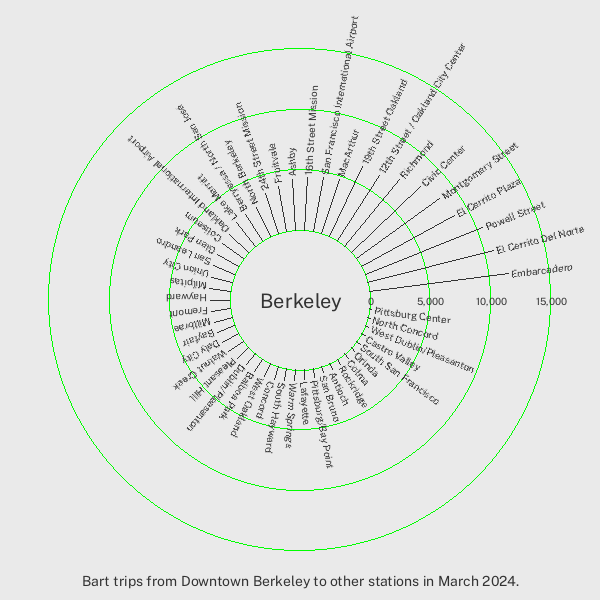 San Francisco International Airport
16th Street Mission
Ashby
Fruitvale
24th Street Mission
North Berkeley
Berryessa / North San Jose
Lake Merritt
Oakland International Airport
Coliseum
Glen Park
San Leandro
Union City
Milpitas
Hayward
Fremont
Millbrae
Bayfair
Daly City
Walnut Creek
Pleasant Hill
Dublin Pleasanton
Balboa Park
West Oakland
Concord
South Hayward
Warm Springs
Lafayette
Pittsburg/Bay Point
San Bruno
Antioch
Rockridge
Colma
Orinda
South San Francisco
Castro Valley
West Dublin/Pleasanton
North Concord
Pittsburg Center
Embarcadero
El Cerrito Del Norte
Powell Street
El Cerrito Plaza
Montgomery Street
Civic Center
Richmond
12th Street / Oakland City Center
19th Street Oakland
MacArthur
Berkeley
0 5,000 10,000 15,000
Bart trips from Downtown Berkeley to other stations in March 2024.